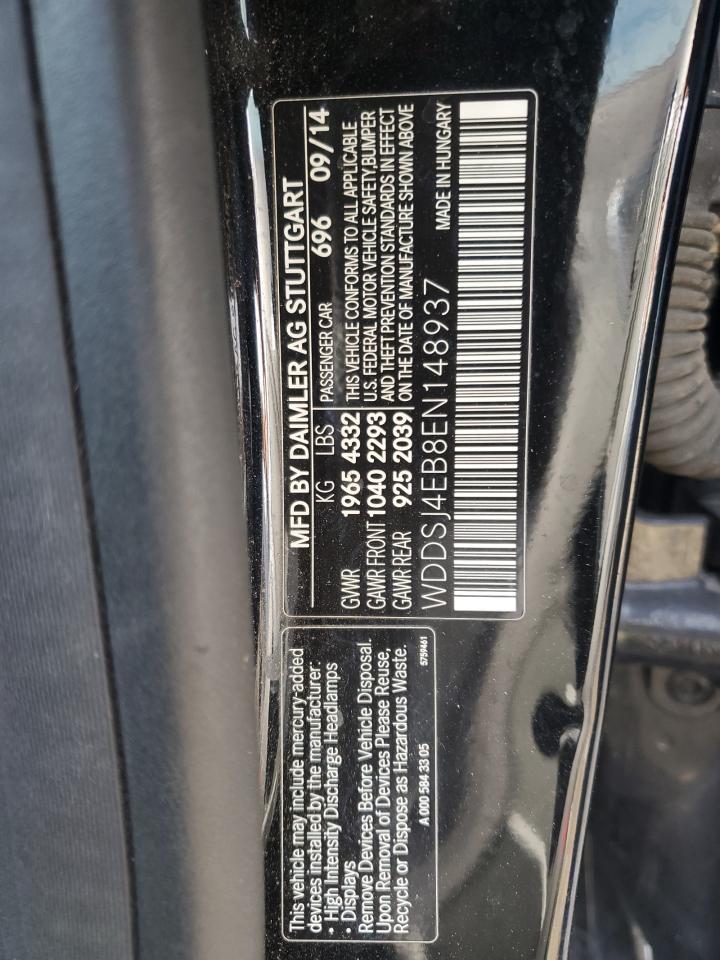 MFD BY DAIMLER AG STUTTGART
KG LBS PASSENGER CAR 696 09/14
GVWR 1965 4332
GAWR FRONT 1040 2293
GAWR REAR 925 2039
THIS VEHICLE CONFORMS TO ALL APPLICABLE
U.S. FEDERAL MOTOR VEHICLE SAFETY, BUMPER
AND THEFT PREVENTION STANDARDS IN EFFECT
ON THE DATE OF MANUFACTURE SHOWN ABOVE
WDDSJ4EB8EN148937 MADE IN HUNGARY
This vehicle may include mercury-added
devices installed by the manufacturer:
• High Intensity Discharge Headlamps
• Displays
Remove Devices Before Vehicle Disposal.
Upon Removal of Devices Please Reuse,
Recycle or Dispose as Hazardous Waste.
A 000 584 33 05 5759461